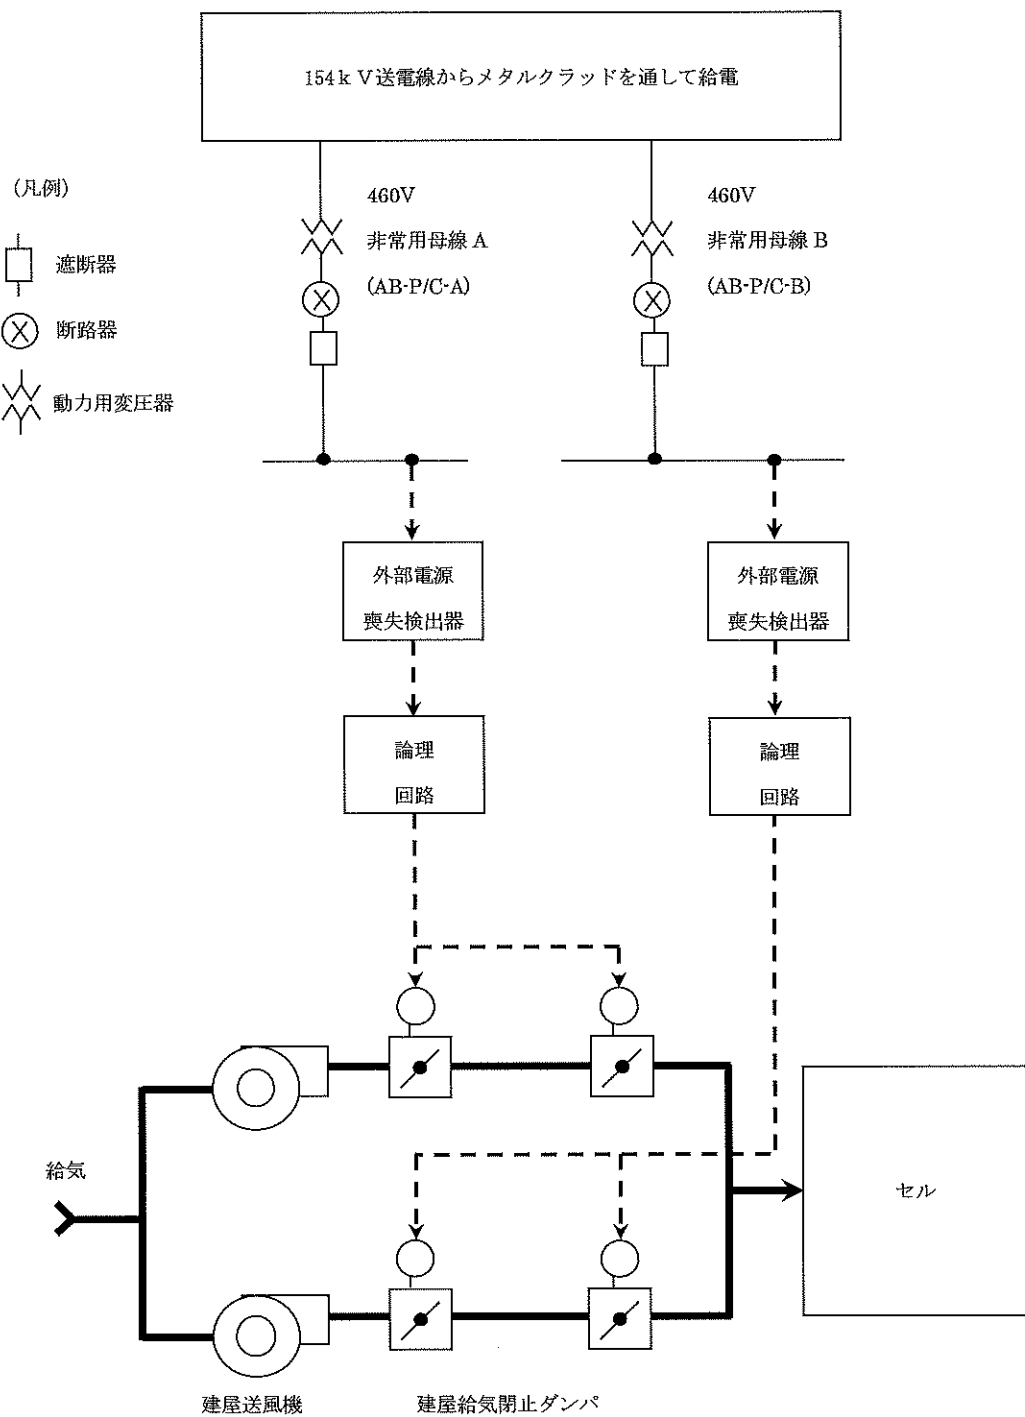 154ｋＶ送電線からメタルクラッドを通して給電
(凡例)
遮断器
断路器
動力用変圧器
460V
非常用母線 A
(AB-P/C-A)
460V
非常用母線 B
(AB-P/C-B)
外部電源
喪失検出器
外部電源
喪失検出器
論理
回路
論理
回路
給気
セル
建屋送風機
建屋給気閉止ダンパ